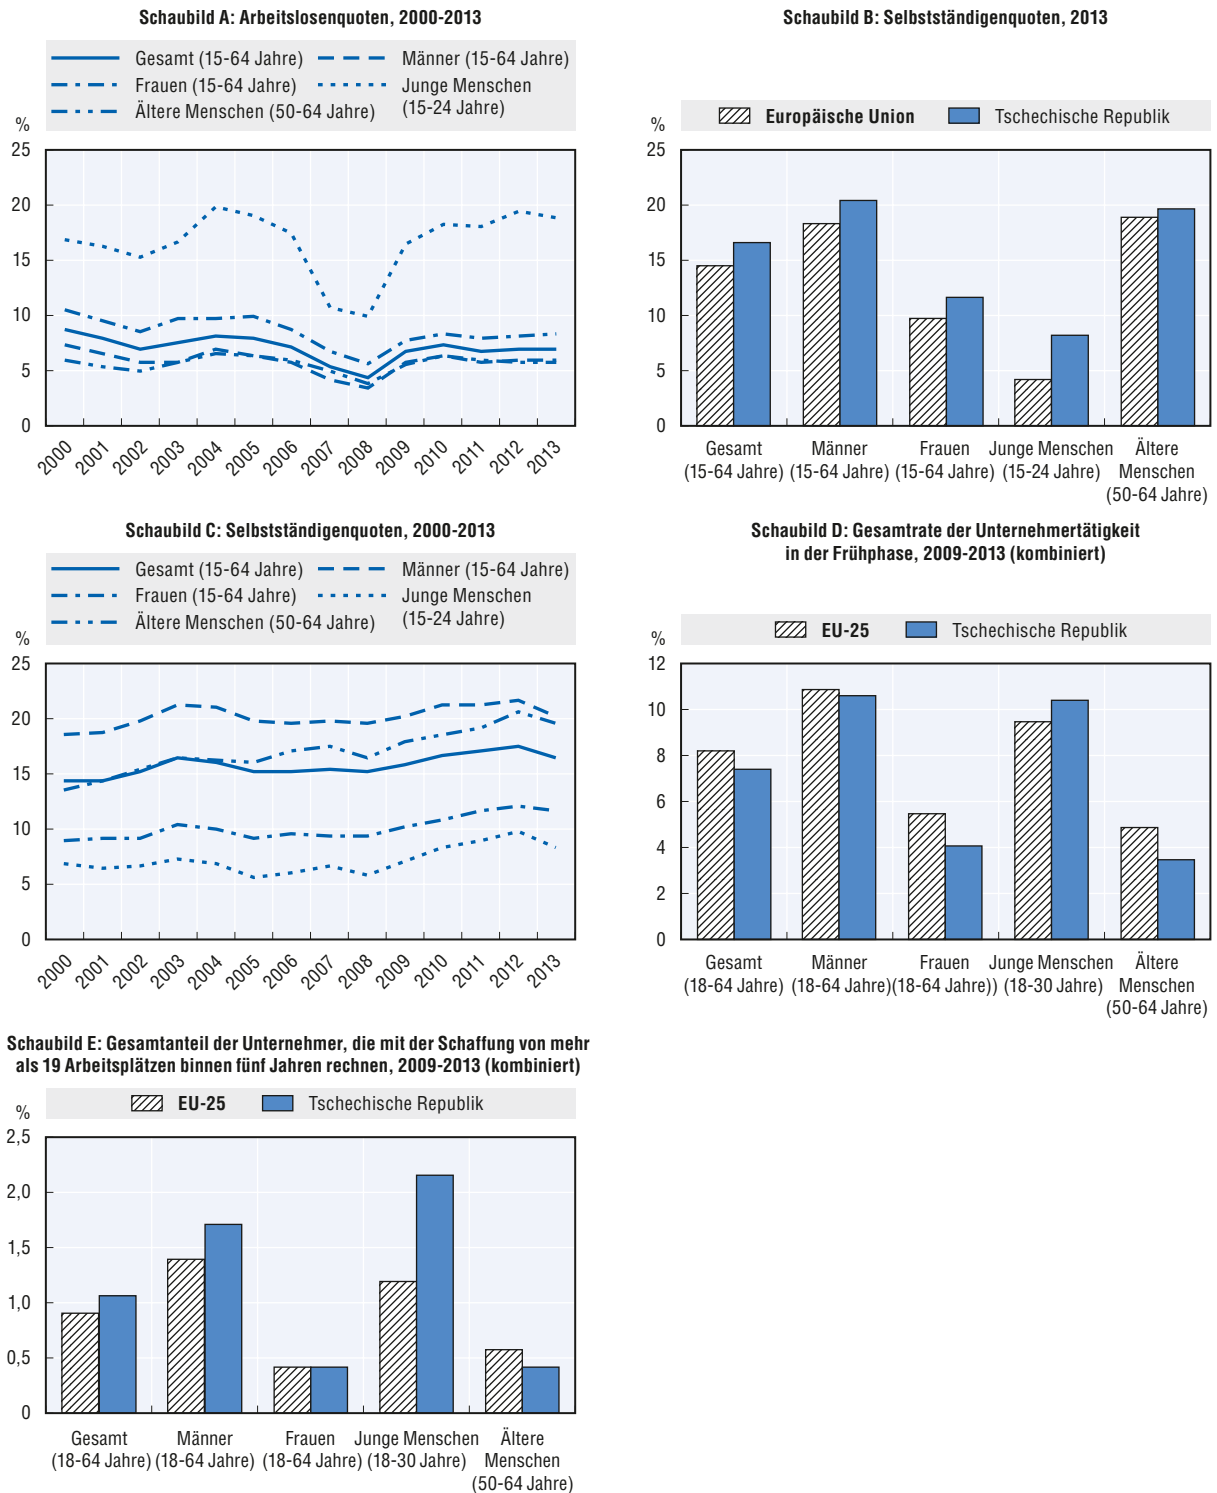 Schaubild A: Arbeitslosenquoten, 2000-2013
Gesamt (15-64 Jahre)
Männer (15-64 Jahre)
Frauen (15-64 Jahre)
Junge Menschen
(15-24 Jahre)
Ältere Menschen (50-64 Jahre)
%
25
20
15
10
5
0
2000
2001
2002
2003
2004
2005
2006
2007
2008
2009
2010
2011
2012
2013
Schaubild B: Selbstständigenquoten, 2013
Europäische Union
Tschechische Republik
%
25
20
15
10
5
0
Gesamt
(15-64 Jahre)
Männer
(15-64 Jahre)
Frauen
(15-64 Jahre)
Junge Menschen
(15-24 Jahre)
Ältere
Menschen
(50-64 Jahre)
Schaubild C: Selbstständigenquoten, 2000-2013
Gesamt (15-64 Jahre)
Männer (15-64 Jahre)
Frauen (15-64 Jahre)
Junge Menschen
(15-24 Jahre)
Ältere Menschen (50-64 Jahre)
%
25
20
15
10
5
0
2000
2001
2002
2003
2004
2005
2006
2007
2008
2009
2010
2011
2012
2013
Schaubild D: Gesamtrate der Unternehmertätigkeit
in der Frühphase, 2009-2013 (kombiniert)
EU-25
Tschechische Republik
%
12
10
8
6
4
2
0
Gesamt
(18-64 Jahre)
Männer
(18-64 Jahre)
Frauen
(18-64 Jahre))
Junge Menschen
(18-30 Jahre)
Ältere
Menschen
(50-64 Jahre)
Schaubild E: Gesamtanteil der Unternehmer, die mit der Schaffung von mehr
als 19 Arbeitsplätzen binnen fünf Jahren rechnen, 2009-2013 (kombiniert)
EU-25
Tschechische Republik
%
2,5
2,0
1,5
1,0
0,5
0
Gesamt
(18-64 Jahre)
Männer
(18-64 Jahre)
Frauen
(18-64 Jahre)
Junge Menschen
(18-30 Jahre)
Ältere
Menschen
(50-64 Jahre)